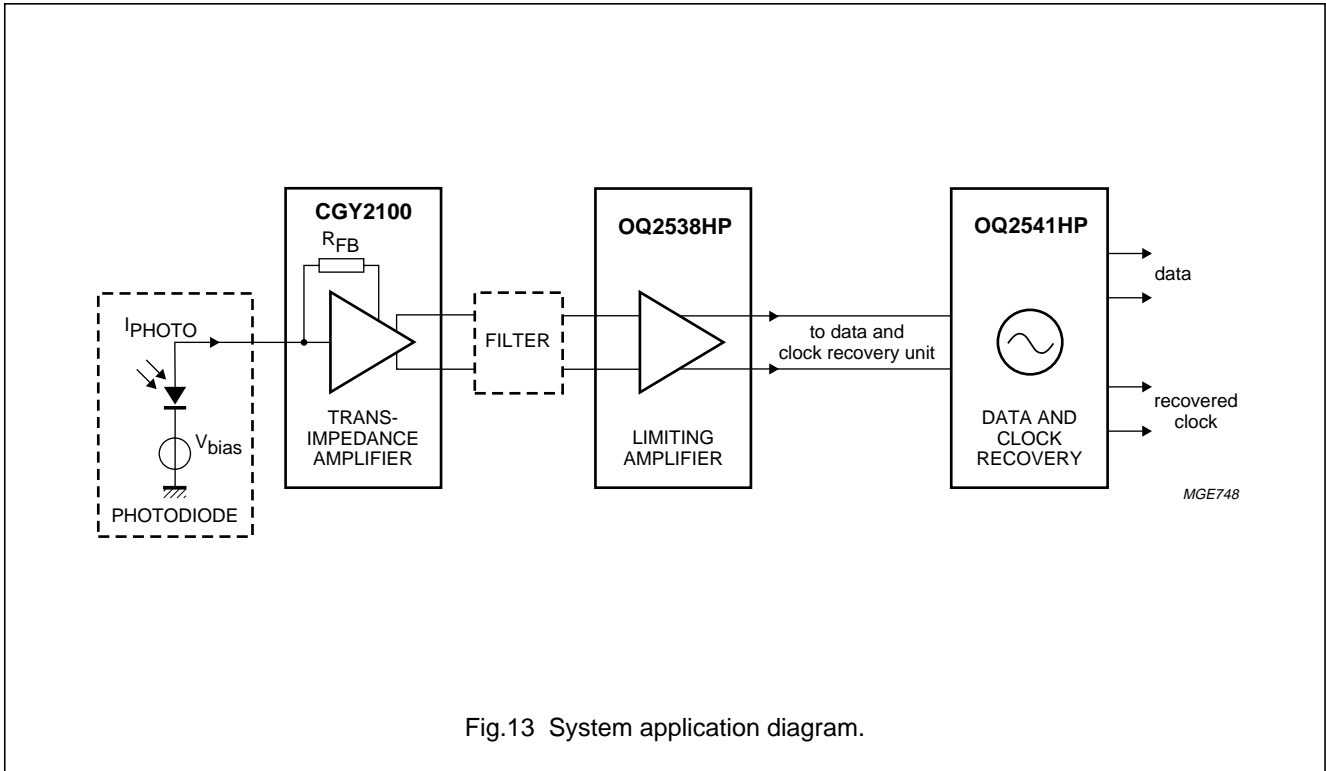 CGY2100
RFB
IPHOTO
Vbias
PHOTODIODE
TRANS-
IMPEDANCE
AMPLIFIER
FILTER
OQ2538HP
LIMITING
AMPLIFIER
to data and
clock recovery unit
OQ2541HP
DATA AND
CLOCK
RECOVERY
data
recovered
clock
MGE748
Fig.13 System application diagram.